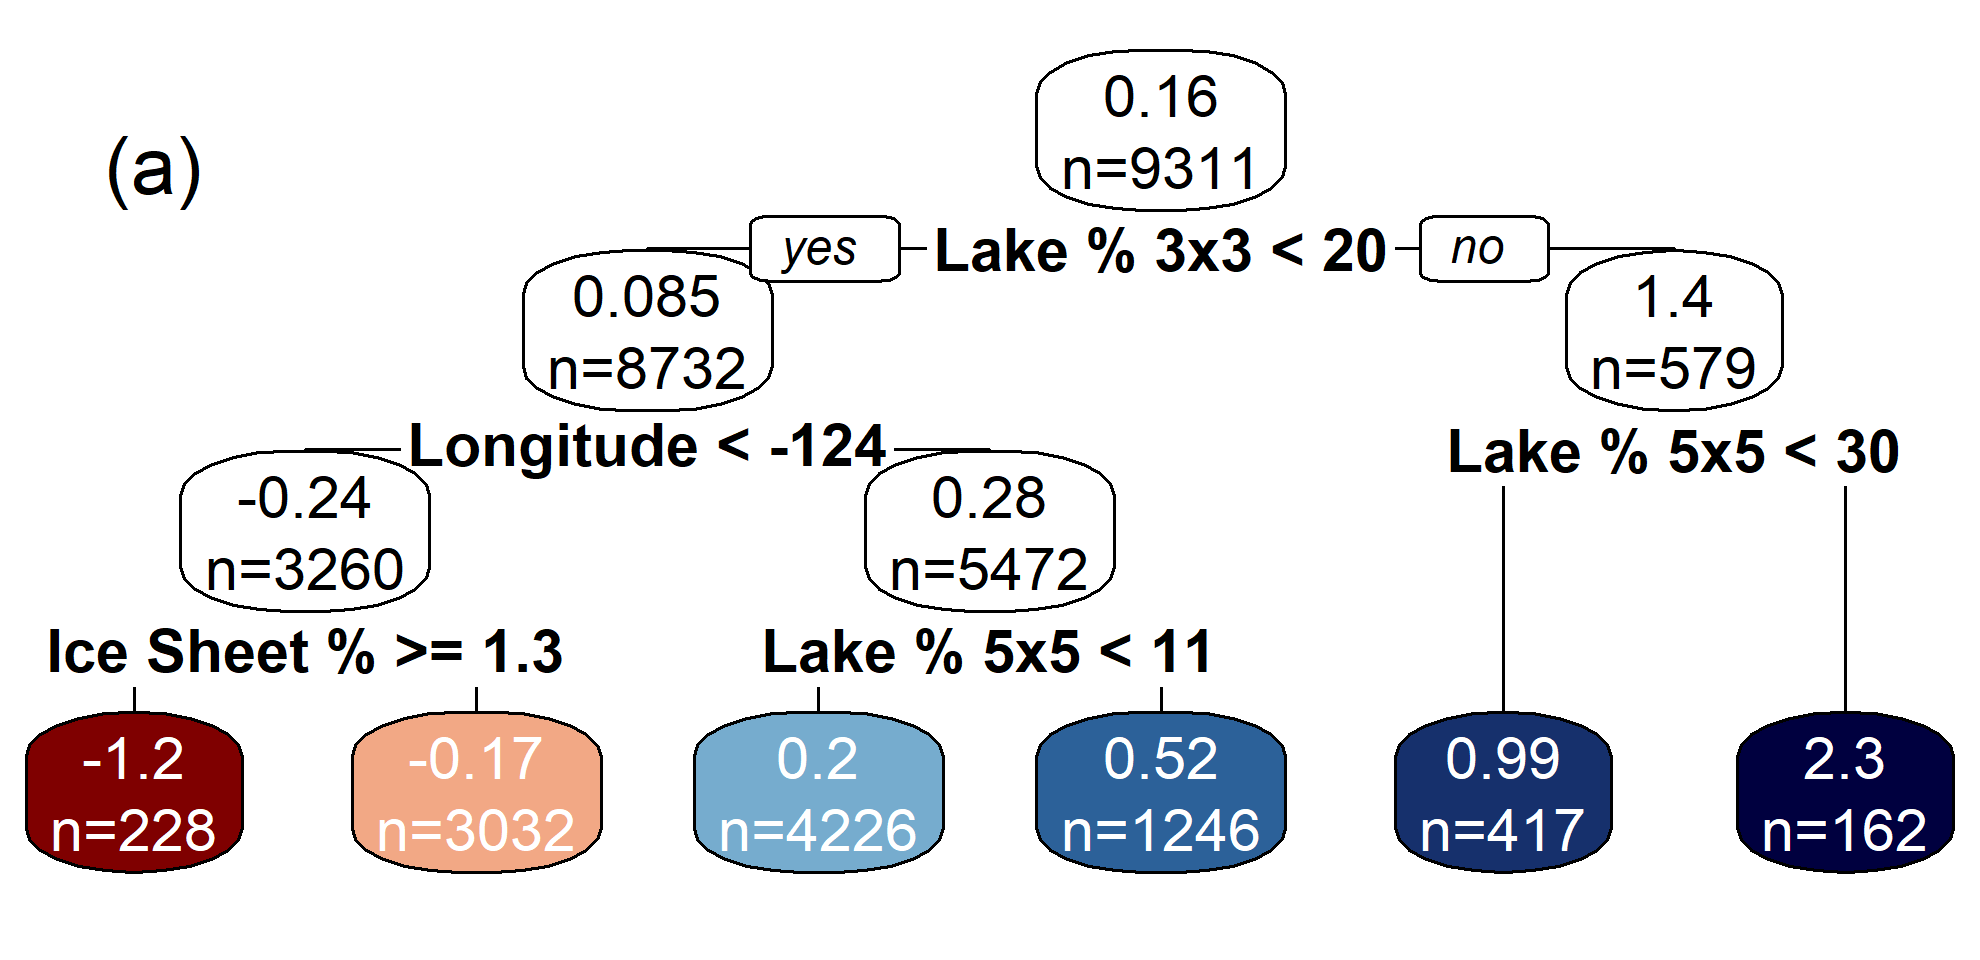 (a)
0.16
n=9311
yes
Lake % 3x3 < 20
no
0.085
n=8732
1.4
n=579
Longitude < -124
Lake % 5x5 < 30
-0.24
n=3260
0.28
n=5472
Ice Sheet % >= 1.3
Lake % 5x5 < 11
-1.2
n=228
-0.17
n=3032
0.2
n=4226
0.52
n=1246
0.99
n=417
2.3
n=162